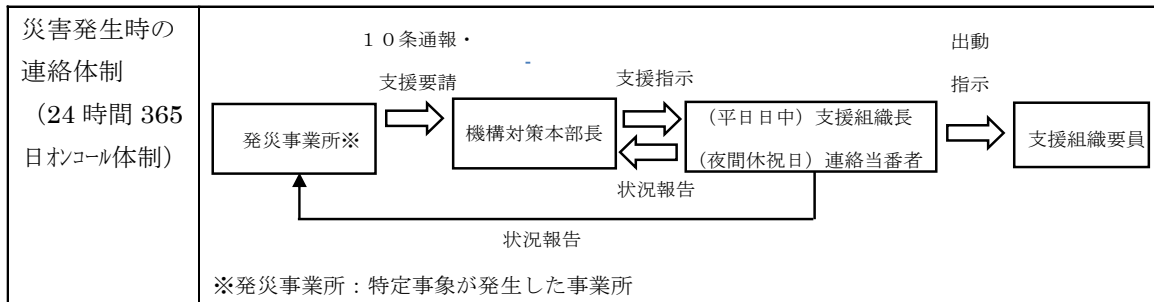 災害発生時の
連絡体制
（24 時間 365
日ｵﾝｺｰﾙ体制）
１０条通報・
支援要請
支援指示
出動
指示
発災事業所※
機構対策本部長
（平日日中）支援組織長
（夜間休祝日）連絡当番者
支援組織要員
状況報告
状況報告
※発災事業所：特定事象が発生した事業所